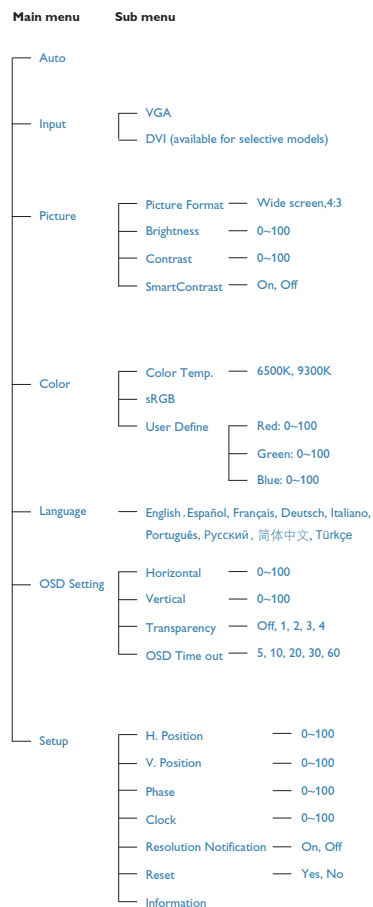 Main menu Sub menu
Auto
Input
VGA
DVI (available for selective models)
Picture
Picture Format Wide screen,4:3
Brightness 0~100
Contrast 0~100
SmartContrast On, Off
Color
Color Temp. 6500K, 9300K
sRGB
User Define Red: 0~100
Green: 0~100
Blue: 0~100
Language English , Español, Français, Deutsch, Italiano,
Português, Русский, 简体中文, Türkçe
OSD Setting
Horizontal 0~100
Vertical 0~100
Transparency Off, 1, 2, 3, 4
OSD Time out 5, 10, 20, 30, 60
Setup
H. Position 0~100
V. Position 0~100
Phase 0~100
Clock 0~100
Resolution Notification On, Off
Reset Yes, No
Information